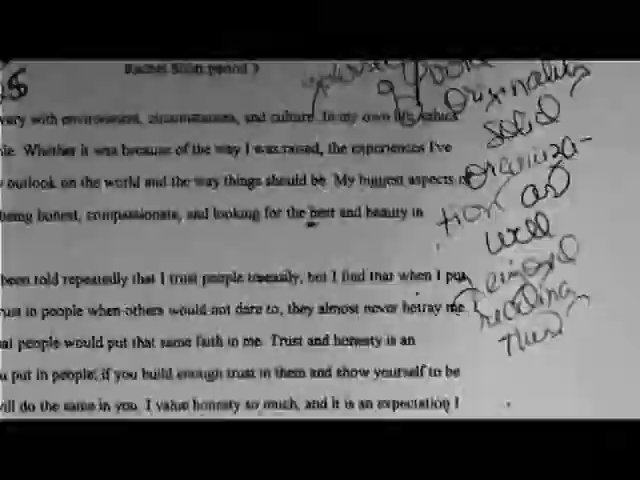 period 3
vary with environment, circumstances, and culture. In my own life, ethics
Whether it was because of the way I was raised, the experiences I've
outlook on the world and the way things should be. My biggest aspects
being honest, compassionate, and looking for the best and beauty in
been told repeatedly that I trust people too easily, but I find that when I put
trust in people when others would not dare to, they almost never betray me. I
people would put that same faith in me. Trust and honesty is an
put in people; if you build enough trust in them and show yourself to be
will do the same in you. I value honesty so much, and it is an expectation I
good
originality
solid
organiza-
tion as
well
I enjoyed
reading
this